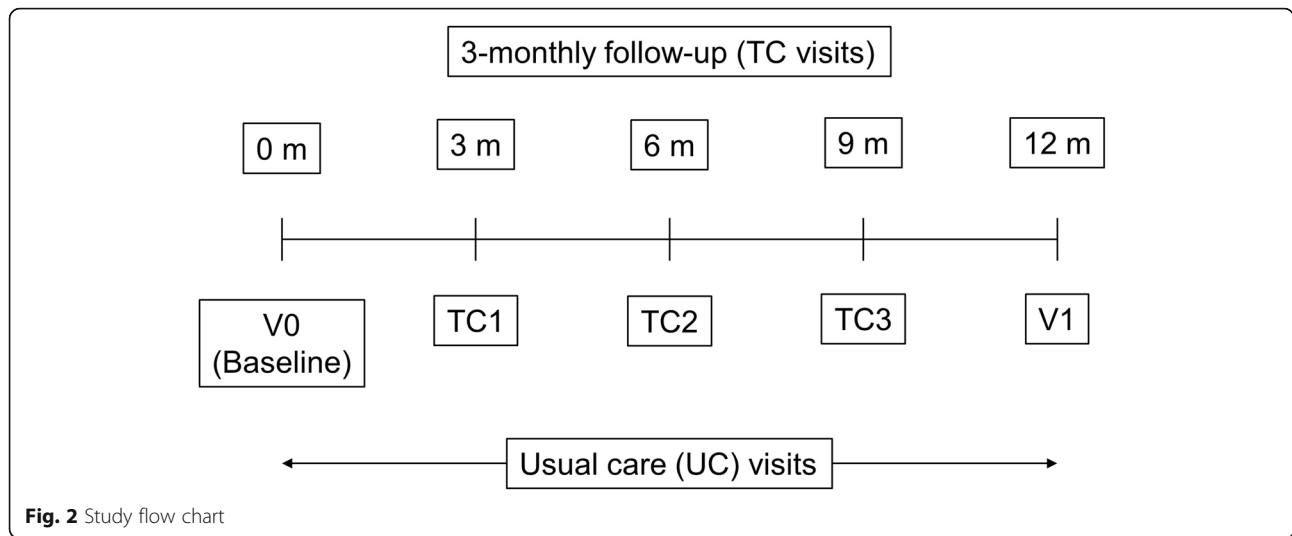 3-monthly follow-up (TC visits)
0 m 3 m 6 m 9 m 12 m
V0
(Baseline)
TC1 TC2 TC3 V1
Usual care (UC) visits
Fig. 2 Study flow chart